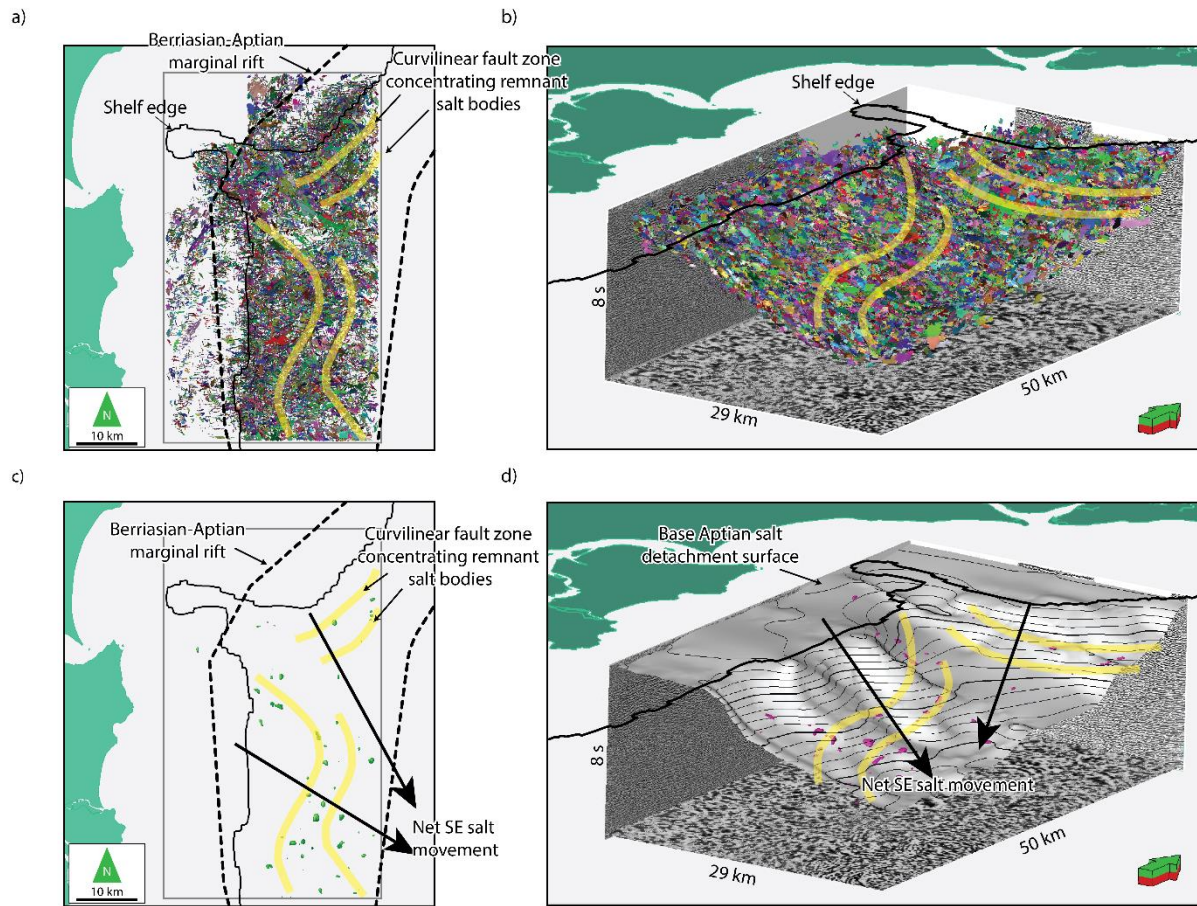 a)
Berriasian-Aptian
marginal rift
Curvilinear fault zone
concentrating remnant
salt bodies
Shelf edge
N
10 km
b)
Shelf edge
8 s
29 km
50 km
c)
Berriasian-Aptian
marginal rift
Curvilinear fault zone
concentrating remnant
salt bodies
Net SE salt
movement
N
10 km
d)
Base Aptian salt
detachment surface
Net SE salt movement
8 s
29 km
50 km